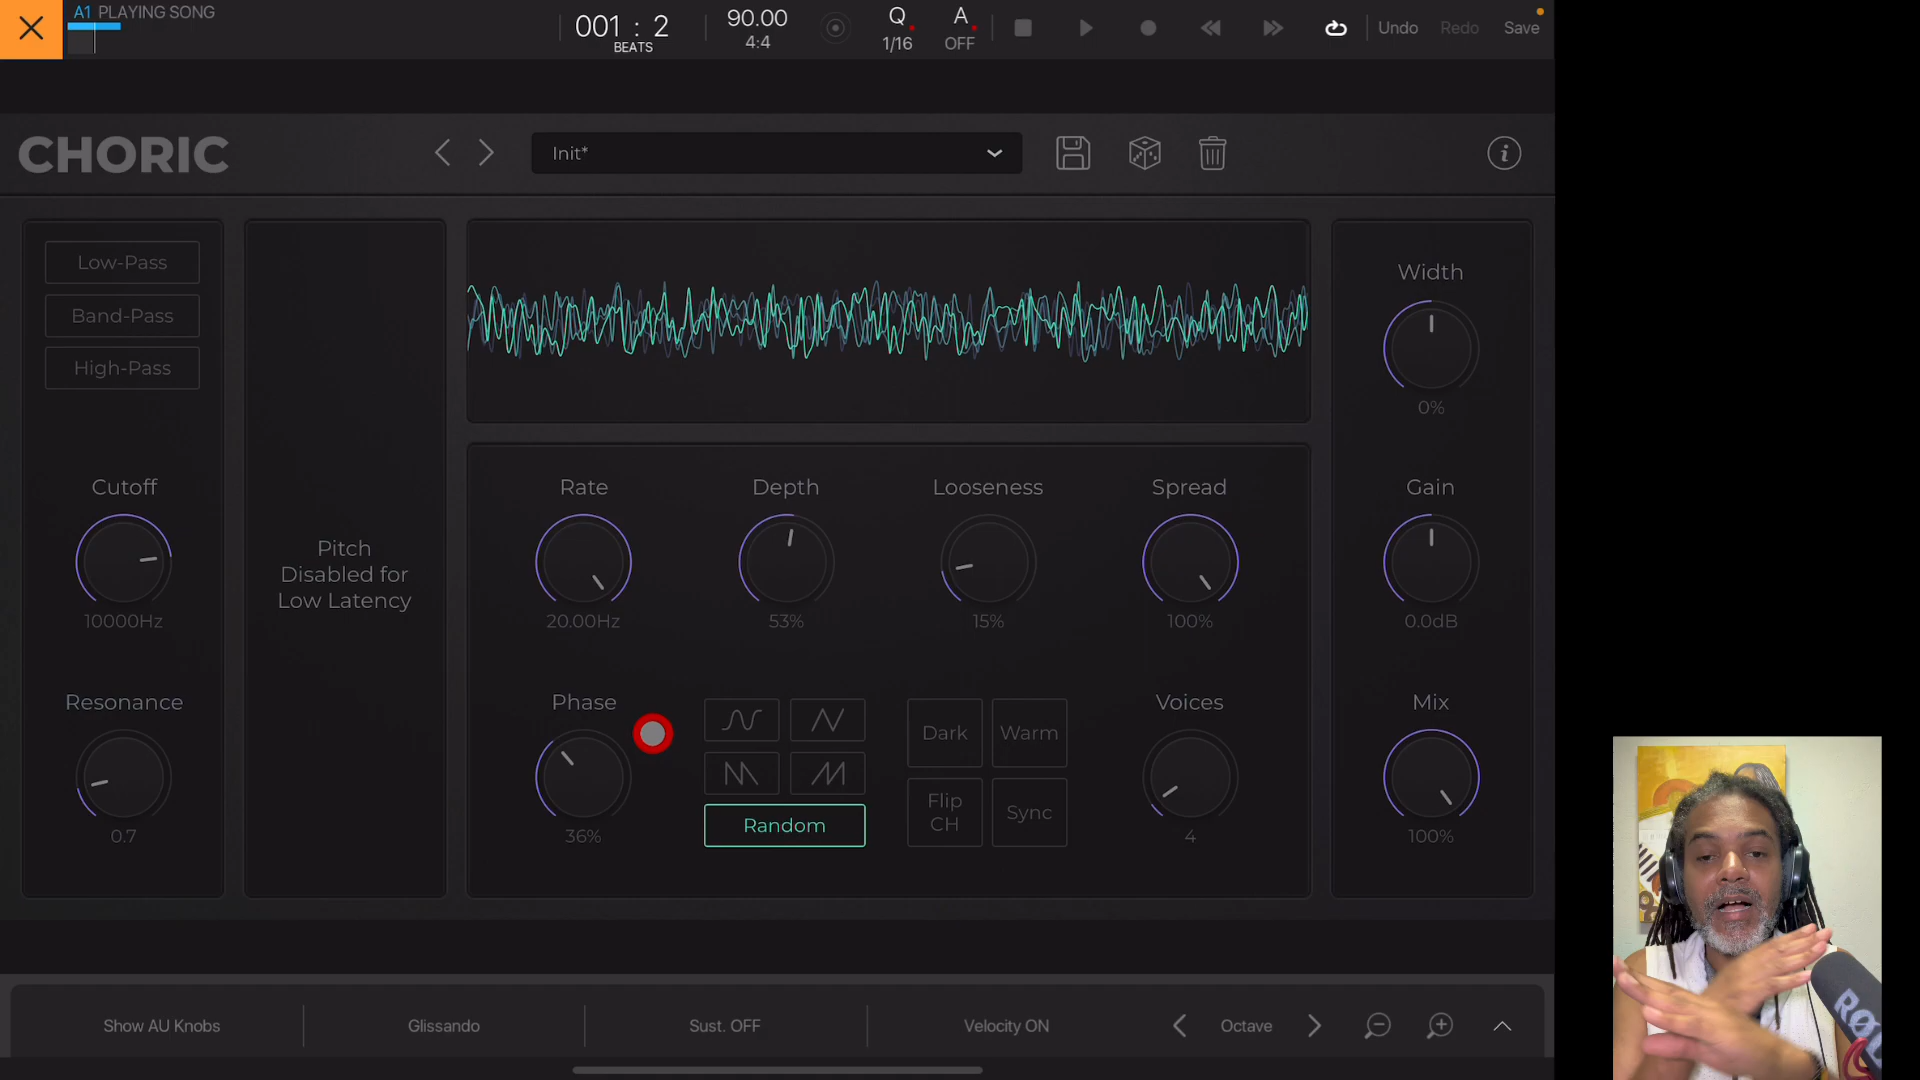 A1 PLAYING SONG
001 : 2
BEATS
90.00
4:4
Q
1/16
A
OFF
Undo
Redo
Save
CHORIC
Init*
i
Low-Pass
Band-Pass
High-Pass
Cutoff
10000Hz
Resonance
0.7
Pitch
Disabled for
Low Latency
Rate
20.00Hz
Depth
53%
Looseness
15%
Spread
100%
Phase
36%
Random
Dark
Warm
Flip
CH
Sync
Voices
4
Width
0%
Gain
0.0dB
Mix
100%
Show AU Knobs
Glissando
Sust. OFF
Velocity ON
Octave